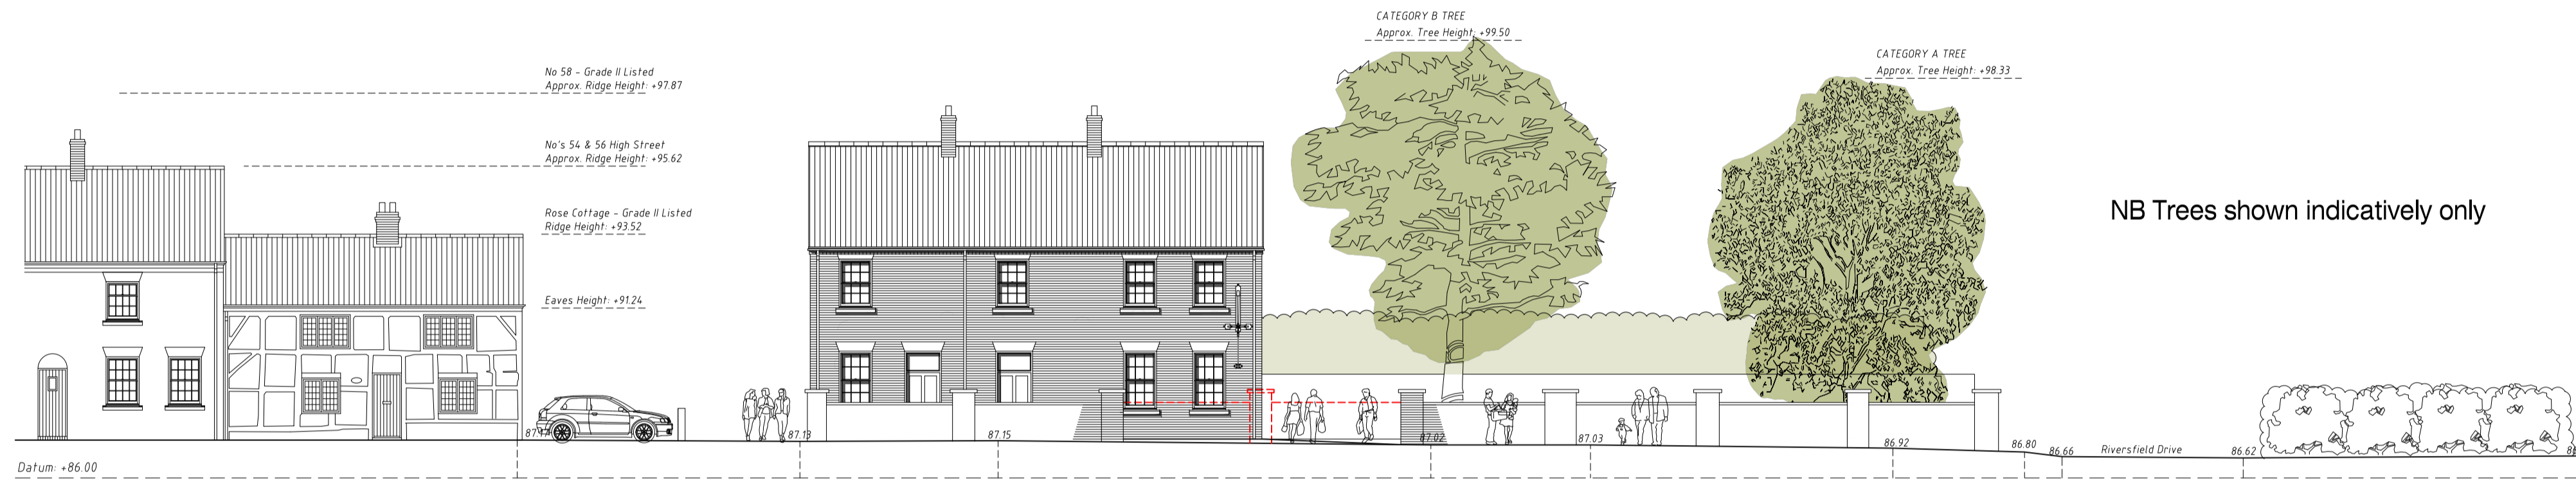 CATEGORY B TREE
Approx. Tree Height: +99.50
CATEGORY A TREE
Approx. Tree Height: +98.33
No 58 - Grade II Listed
Approx. Ridge Height: +97.87
No's 54 & 56 High Street
Approx. Ridge Height: +95.62
Rose Cottage - Grade II Listed
Ridge Height: +93.52
NB Trees shown indicatively only
Eaves Height: +91.24
87.13
87.15
87.02
87.03
86.92
86.80
86.66
Riversfield Drive
86.62
Datum: +86.00